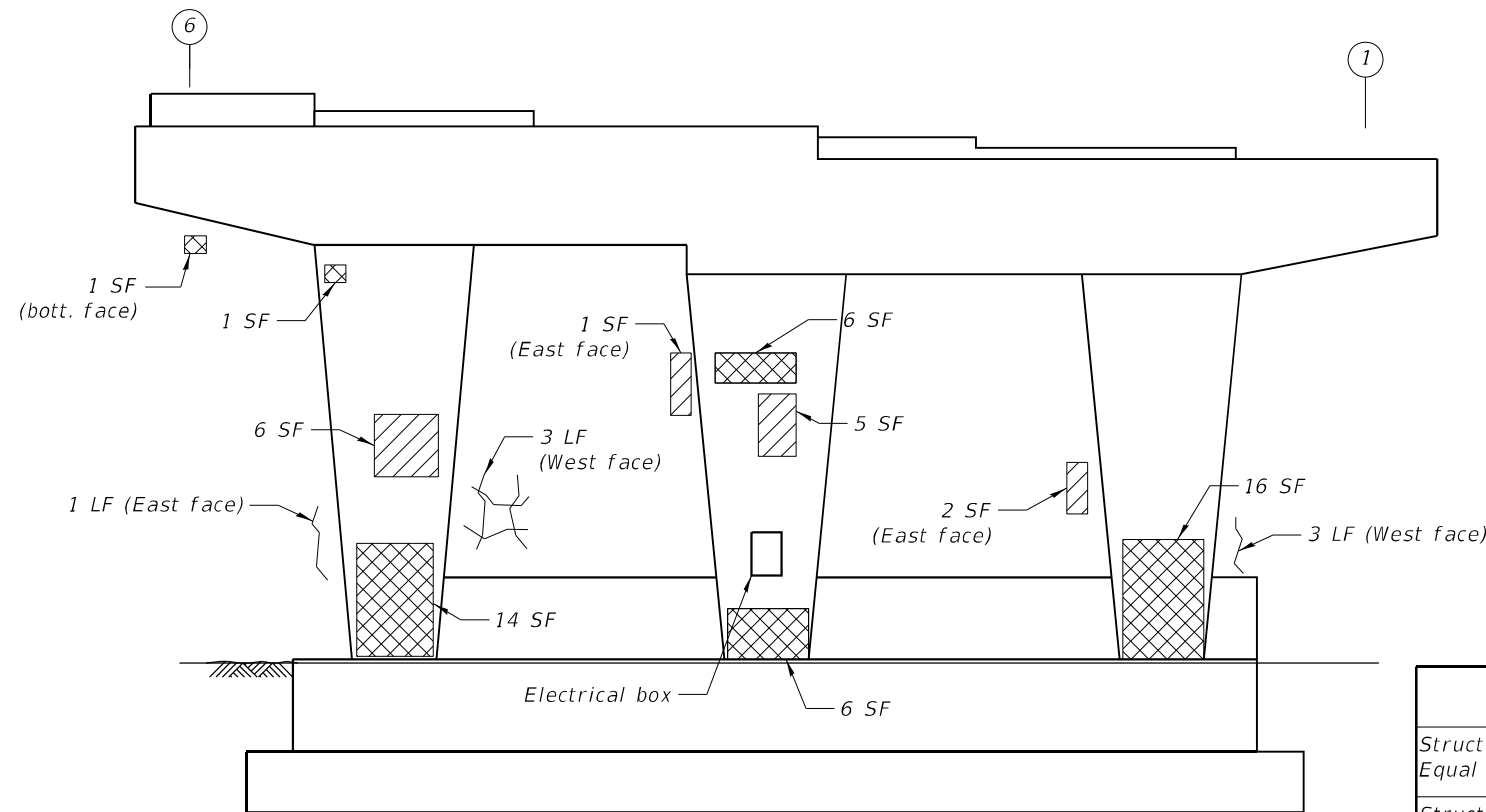 6
1
1 SF
(bott. face)
1 SF
1 SF
(East face)
6 SF
6 SF
5 SF
3 LF
(West face)
1 LF (East face)
2 SF
(East face)
16 SF
3 LF (West face)
14 SF
Electrical box
6 SF
Struct
Equal